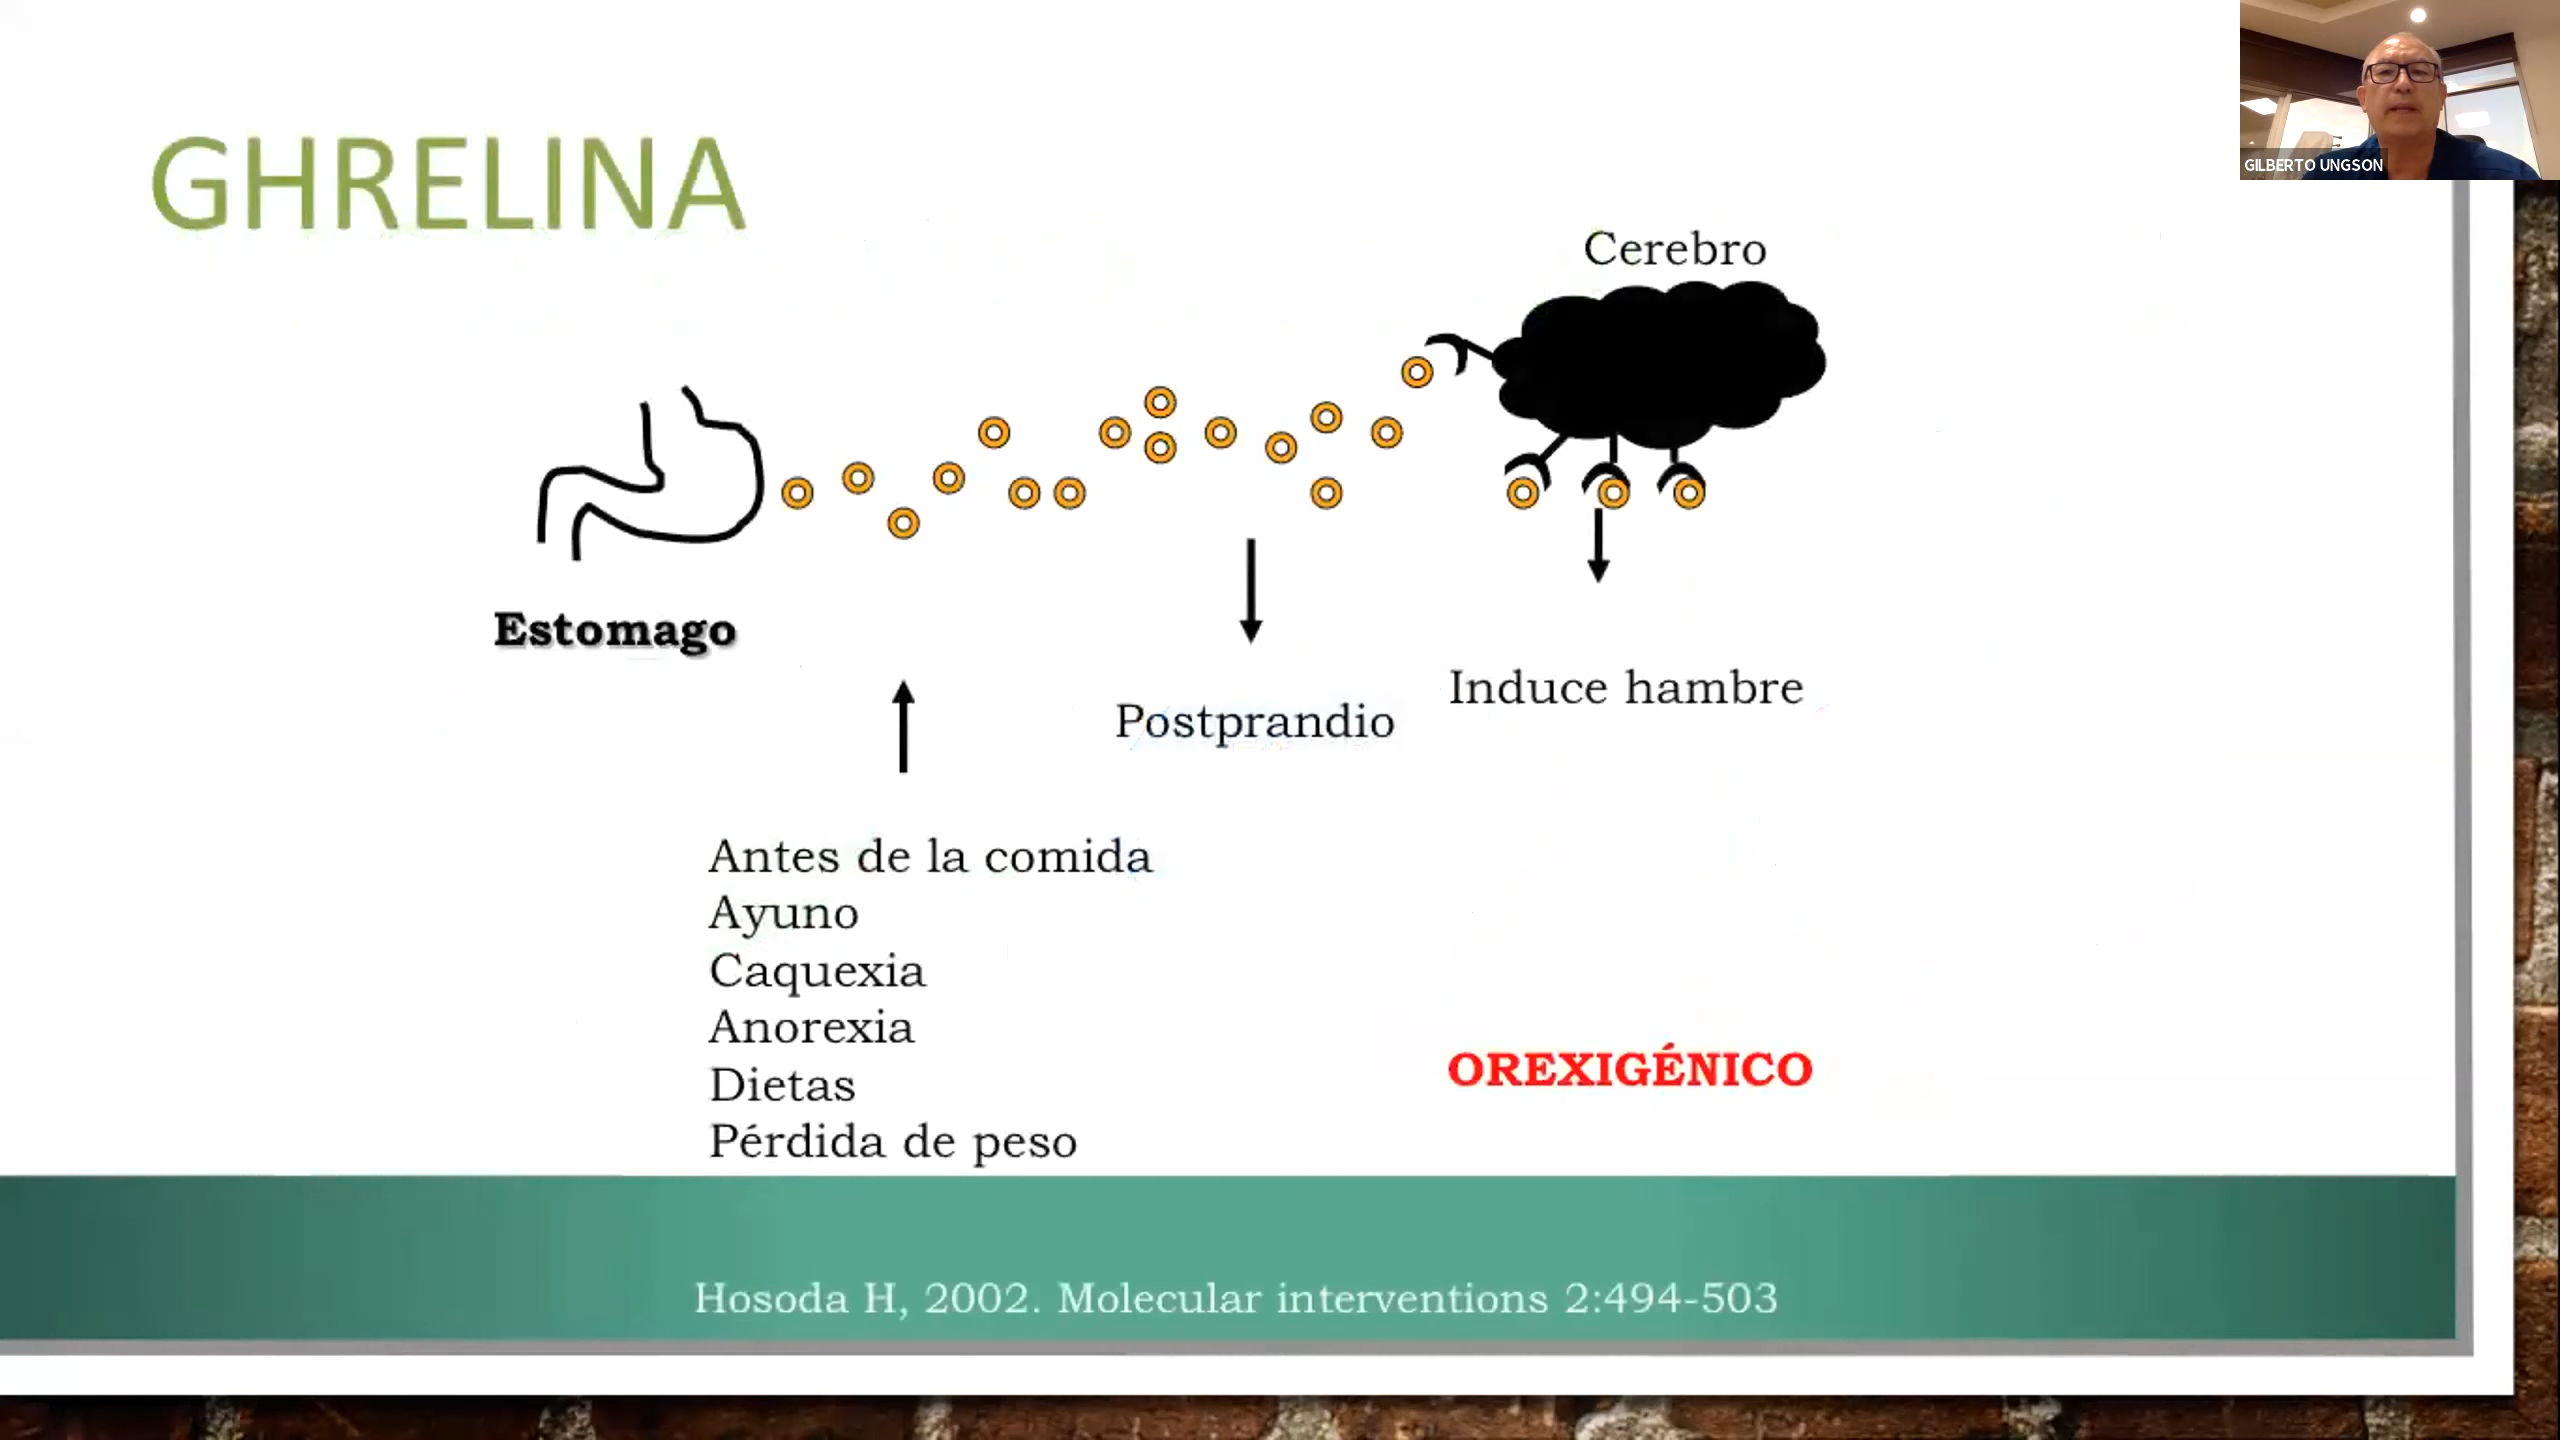 GILBERTO UNGSON
GHRELINA
Cerebro
Estomago
Postprandio
Induce hambre
Antes de la comida
Ayuno
Caquexia
Anorexia
Dietas
Pérdida de peso
OREXIGÉNICO
Hosoda H, 2002. Molecular interventions 2:494-503